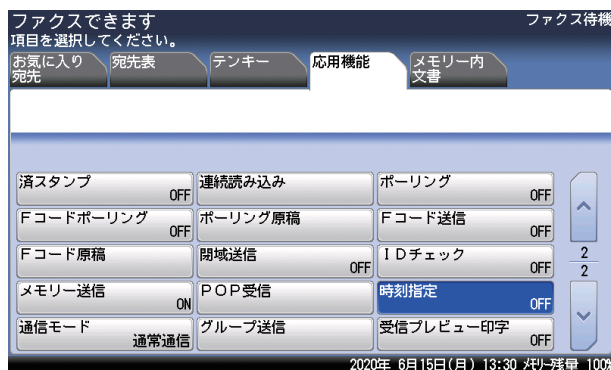 ファクスできます
ファクス待機
項目を選択してください。
お気に入り
宛先
宛先表
テンキー
応用機能
メモリー内
文書
済スタンプ
OFF
連続読み込み
ポーリング
OFF
Fコードポーリング
OFF
ポーリング原稿
Fコード送信
OFF
Fコード原稿
閉域送信
OFF
IDチェック
OFF
2
2
メモリー送信
ON
POP受信
時刻指定
OFF
通信モード
通常通信
グループ送信
受信プレビュー印字
OFF
2020年 6月15日(月) 13:30 メモリー残量 100%